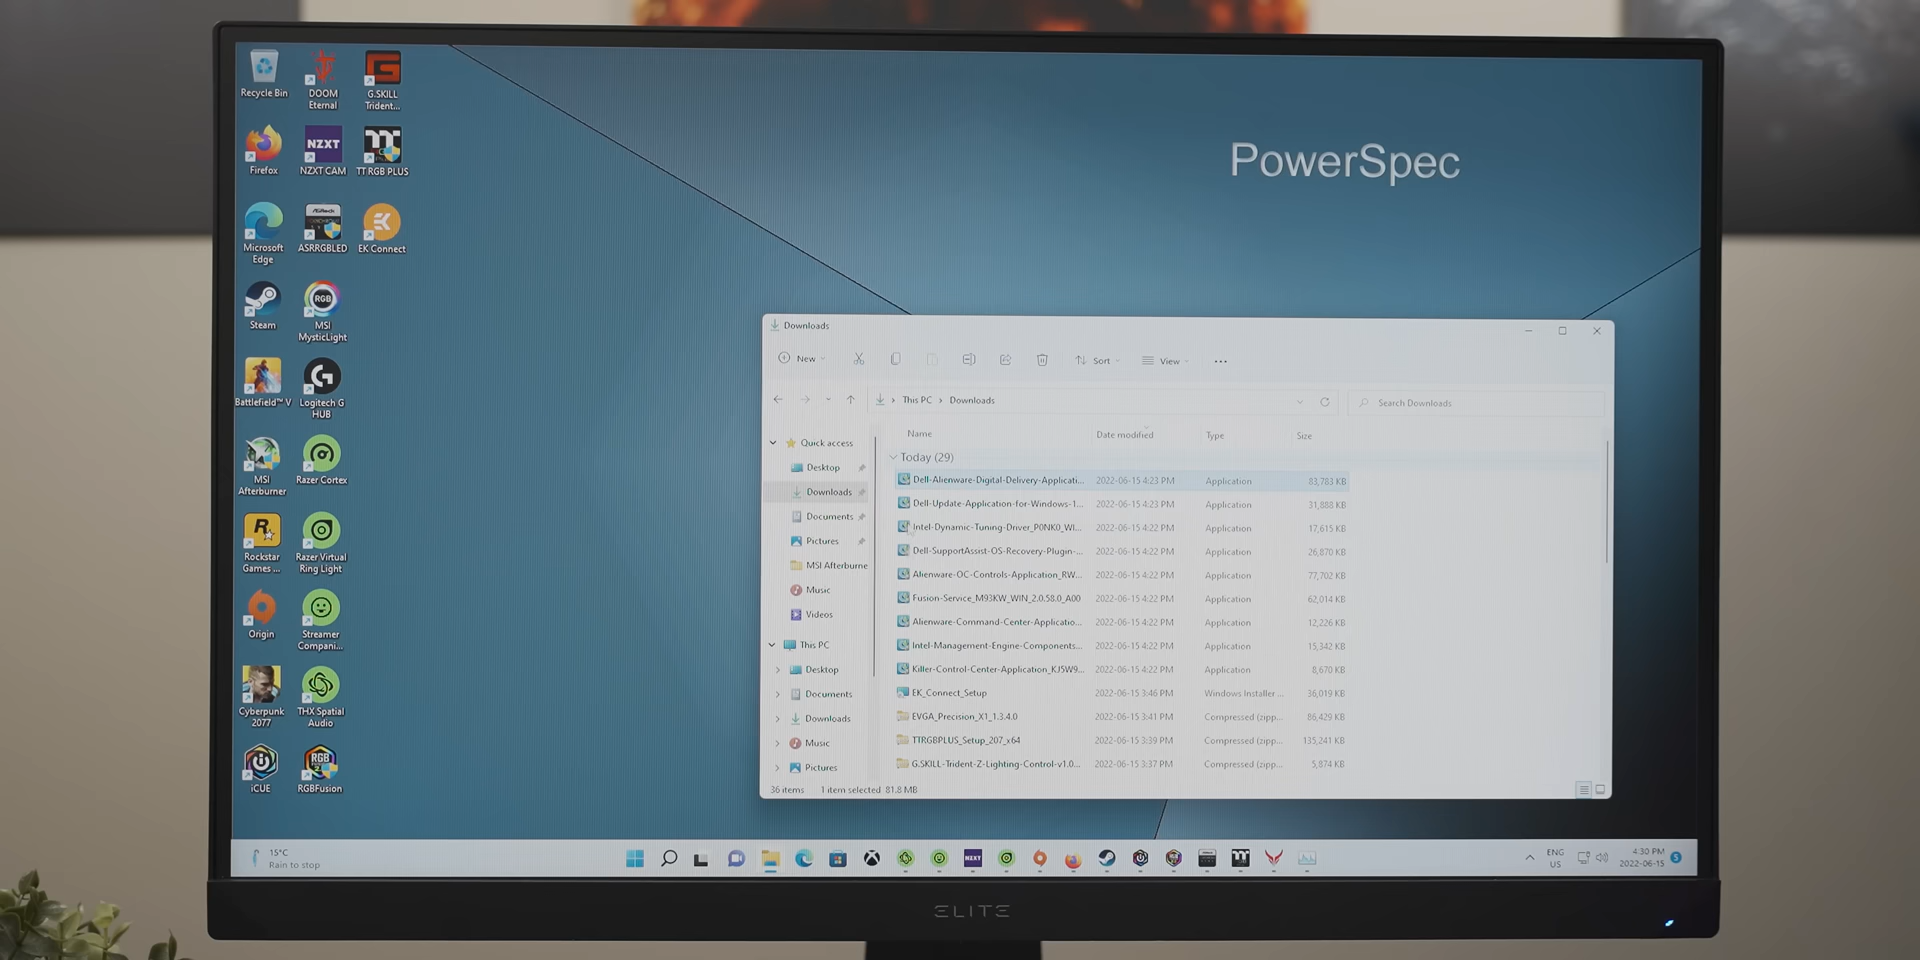 Recycle Bin
DOOM
Eternal
G.SKILL
Trident...
Firefox
NZXT
NZXT CAM
TT RGB PLUS
Microsoft
Edge
ASRock
ASRRGBLED
EK Connect
Steam
RGB
MSI
MysticLight
Battlefield™ V
Logitech G
HUB
MSI
Afterburner
Razer Cortex
Rockstar
Games ...
Razer Virtual
Ring Light
Origin
Streamer
Compani...
Cyberpunk
2077
THX Spatial
Audio
iCUE
RGB
RGBFusion
PowerSpec
Downloads
New
Sort
View
This PC > Downloads
Search Downloads
Name
Date modified
Type
Size
Quick access
Desktop
Downloads
Documents
Pictures
MSI Afterburne
Music
Videos
This PC
Desktop
Documents
Downloads
Music
Pictures
Today (29)
Dell-Alienware-Digital-Delivery-Applicati... 2022-06-15 4:23 PM Application 83,783 KB
Dell-Update-Application-for-Windows-1... 2022-06-15 4:23 PM Application 31,888 KB
Intel-Dynamic-Tuning-Driver_P0NK0_WI... 2022-06-15 4:22 PM Application 17,615 KB
Dell-SupportAssist-OS-Recovery-Plugin-... 2022-06-15 4:22 PM Application 26,870 KB
Alienware-OC-Controls-Application_RW... 2022-06-15 4:22 PM Application 77,702 KB
Fusion-Service_M93KW_WIN_2.0.58.0_A00 2022-06-15 4:22 PM Application 62,014 KB
Alienware-Command-Center-Applicatio... 2022-06-15 4:22 PM Application 12,226 KB
Intel-Management-Engine-Components... 2022-06-15 4:22 PM Application 15,342 KB
Killer-Control-Center-Application_KJ5W9... 2022-06-15 4:22 PM Application 8,670 KB
EK_Connect_Setup 2022-06-15 3:46 PM Windows Installer ... 36,019 KB
EVGA_Precision_X1_1.3.4.0 2022-06-15 3:41 PM Compressed (zipp... 86,429 KB
TTRGBPLUS_Setup_207_x64 2022-06-15 3:39 PM Compressed (zipp... 135,241 KB
G.SKILL-Trident-Z-Lighting-Control-v1.0... 2022-06-15 3:37 PM Compressed (zipp... 5,874 KB
36 items 1 item selected 81.8 MB
15°C
Rain to stop
NZXT
ENG
US
4:30 PM
2022-06-15
5
ELITE